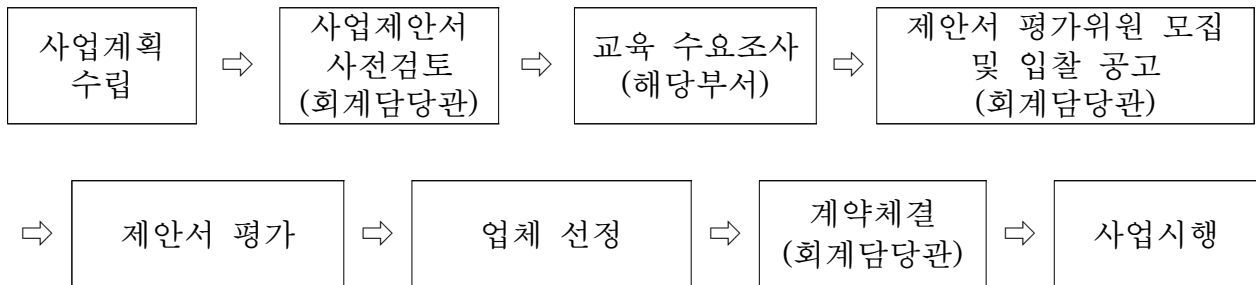 사업계획
수립
⇨
사업제안서
사전검토
(회계담당관)
⇨
교육 수요조사
(해당부서)
⇨
제안서 평가위원 모집
및 입찰 공고
(회계담당관)
⇨
제안서 평가
⇨
업체 선정
⇨
계약체결
(회계담당관)
⇨
사업시행